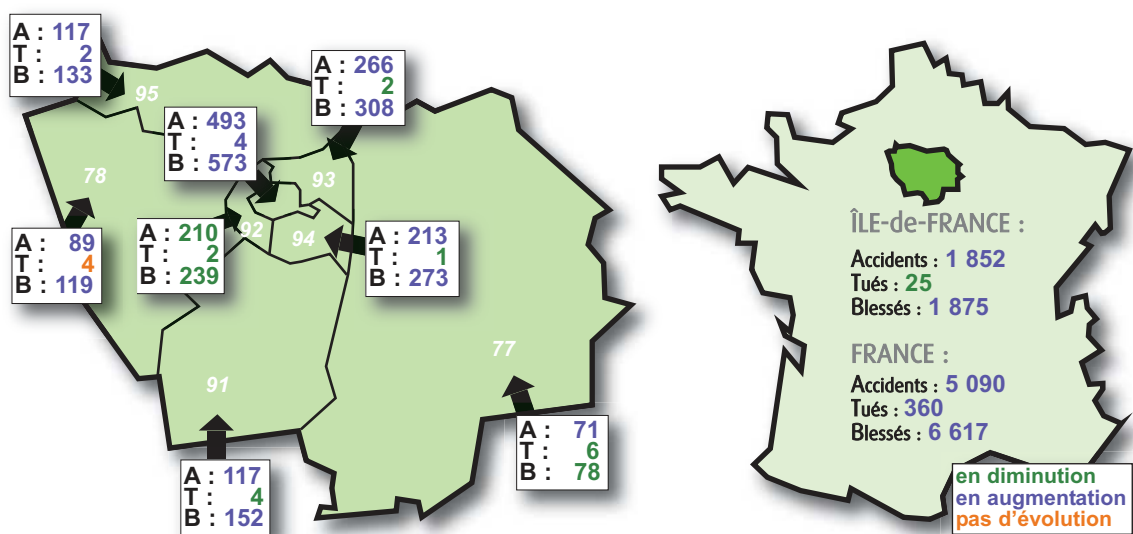 A : 117
T : 2
B : 133
95
A : 266
T : 2
B : 308
A : 493
T : 4
B : 573
78
93
92
94
A : 89
T : 4
B : 119
A : 210
T : 2
B : 239
A : 213
T : 1
B : 273
77
91
A : 71
T : 6
B : 78
A : 117
T : 4
B : 152
ÎLE-de-FRANCE :
Accidents : 1 852
Tués : 25
Blessés : 1 875
FRANCE :
Accidents : 5 090
Tués : 360
Blessés : 6 617
en diminution
en augmentation
pas d'évolution